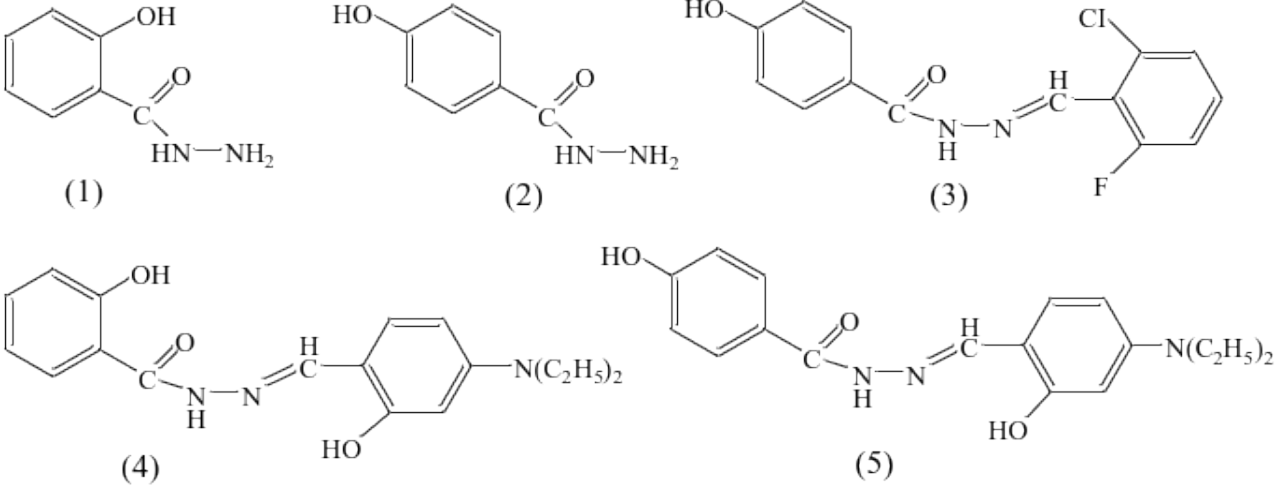 OH
O
C
HN NH₂
(1)
HO
O
C
HN NH₂
(2)
HO
Cl
O
H
C
C
N N
H
F
(3)
OH
O
H
C
C
N(C₂H₅)₂
N N
H
HO
(4)
HO
O
H
C
N(C₂H₅)₂
C
N N
H
HO
(5)